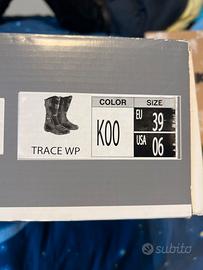 COLOR
SIZE
K00
EU
39
USA
06
TRACE WP
subito